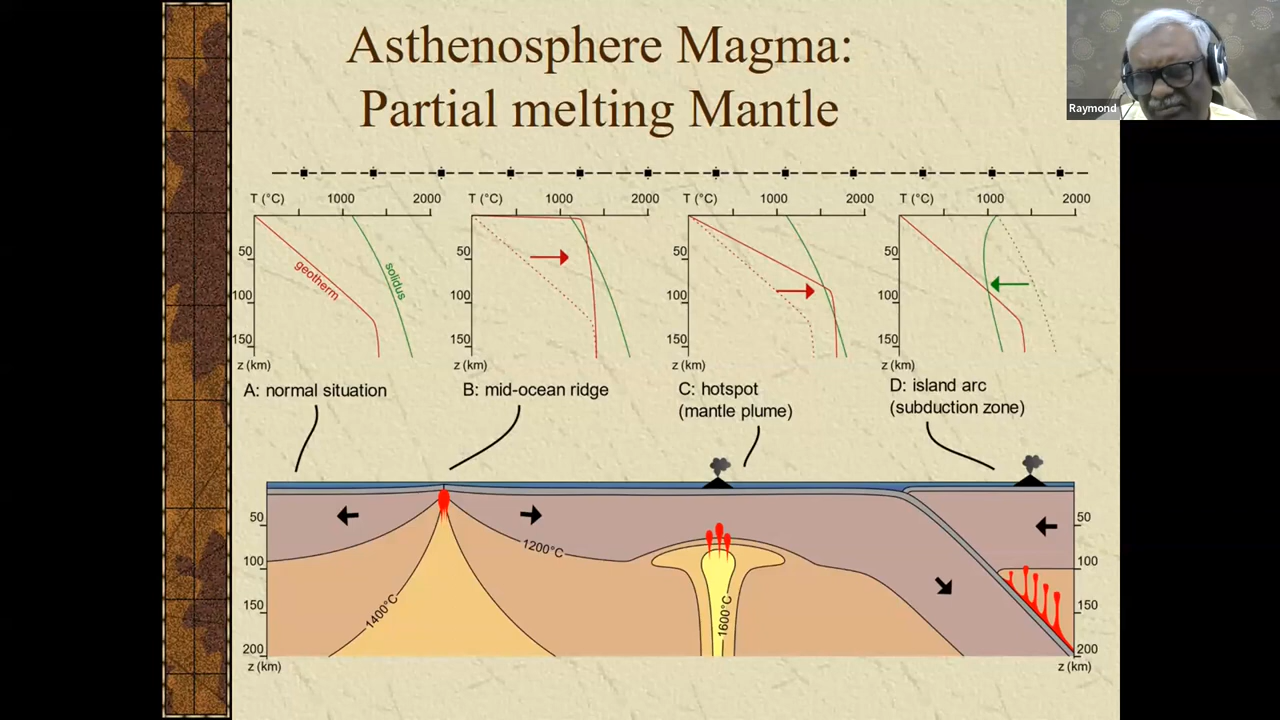 Asthenosphere Magma:
Partial melting Mantle
Raymond
T (°C) 1000 2000
50
100
150
z (km)
geotherm
solidus
T (°C) 1000 2000
50
100
150
z (km)
T (°C) 1000 2000
50
100
150
z (km)
T (°C) 1000 2000
50
100
150
z (km)
A: normal situation
B: mid-ocean ridge
C: hotspot
(mantle plume)
D: island arc
(subduction zone)
50
100
150
200
z (km)
1200°C
1400°C
1600°C
50
100
150
200
z (km)